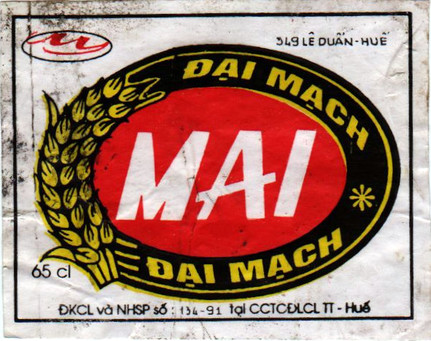 349 LÊ DUẨN - HUẾ
ĐẠI MẠCH
MAI
ĐẠI MẠCH
65 cl
ĐKCL và NHSP số : 134-91 tại CCTCĐLCL TT - Huế